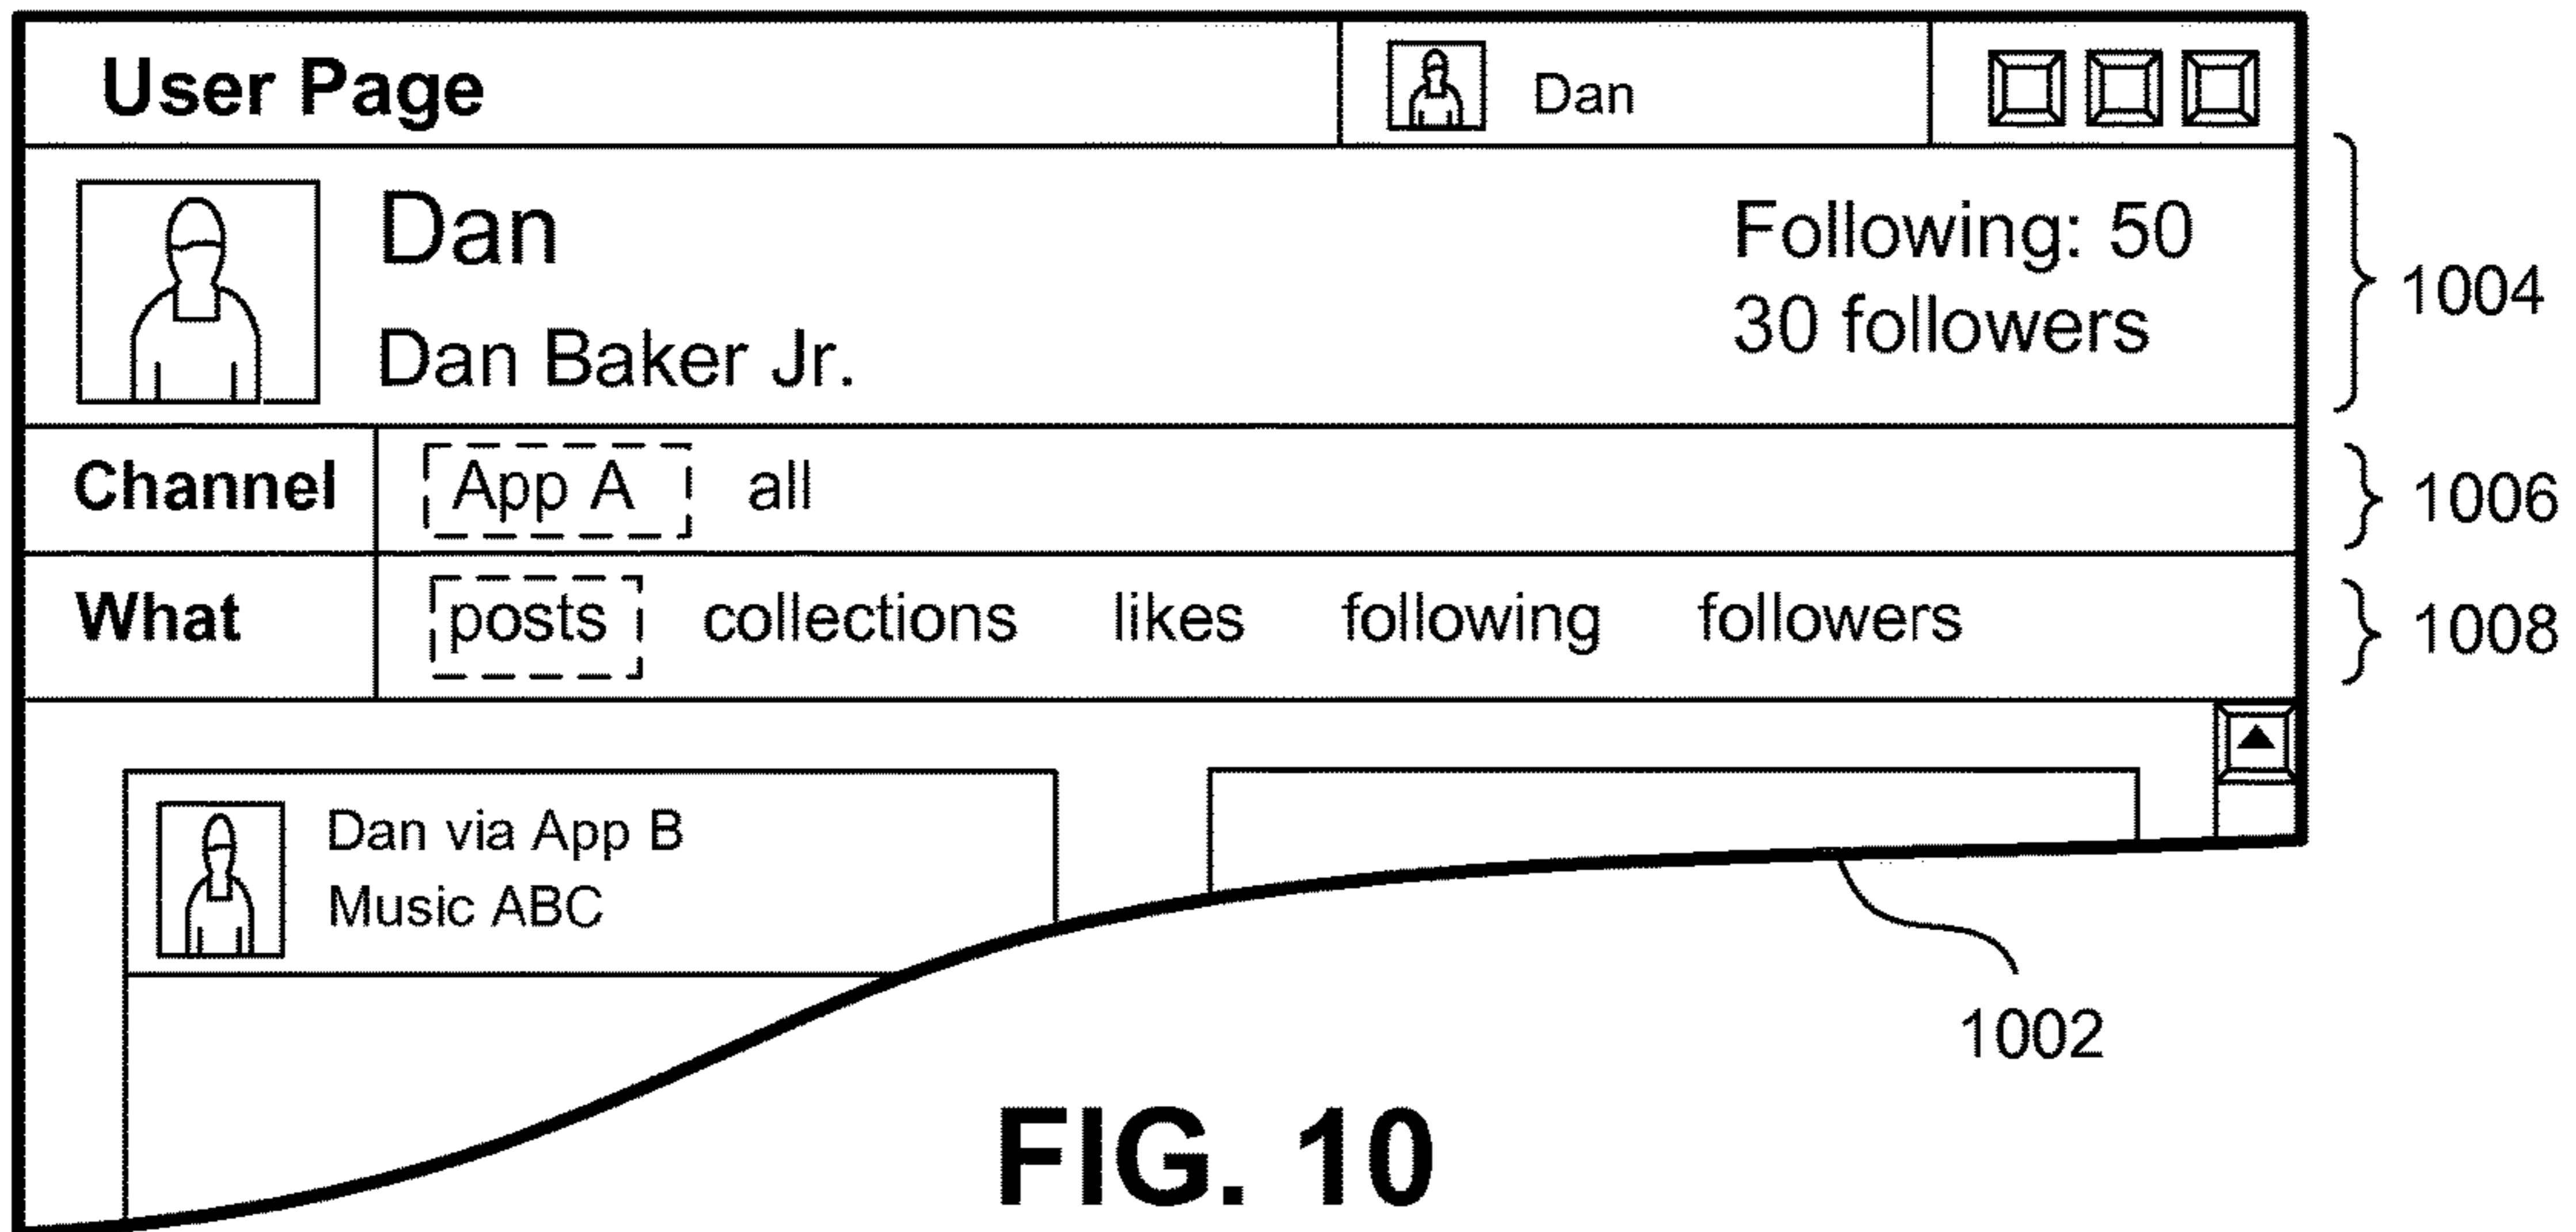 User Page Dan
Dan
Dan Baker Jr.
Following: 50
30 followers
1004
Channel App A all
1006
What posts collections likes following followers
1008
Dan via App B
Music ABC
1002
FIG. 10